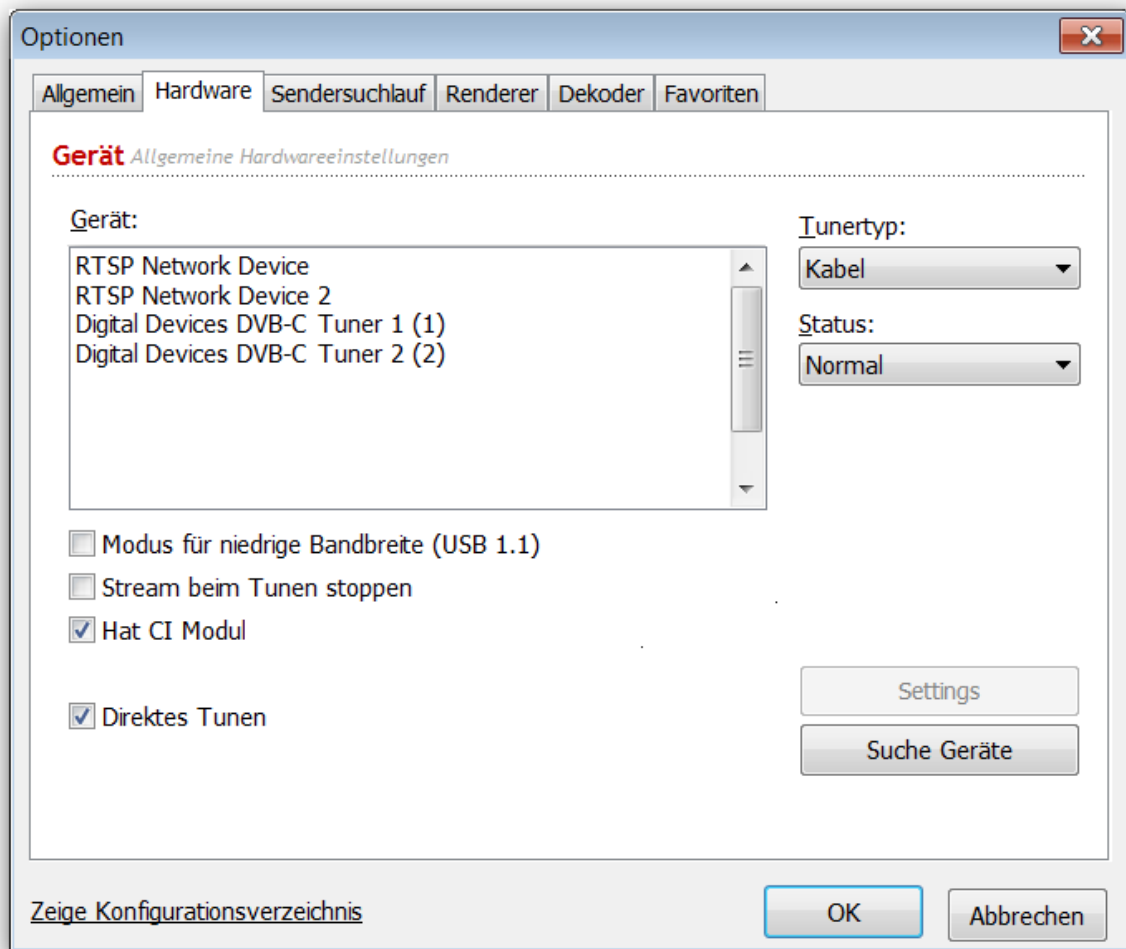 Optionen
Allgemein Hardware Sendersuchlauf Renderer Dekoder Favoriten
Gerät Allgemeine Hardwareeinstellungen
Gerät:
RTSP Network Device
RTSP Network Device 2
Digital Devices DVB-C Tuner 1 (1)
Digital Devices DVB-C Tuner 2 (2)
Tunertyp:
Kabel
Status:
Normal
Modus für niedrige Bandbreite (USB 1.1)
Stream beim Tunen stoppen
Hat CI Modul
Direktes Tunen
Settings
Suche Geräte
Zeige Konfigurationsverzeichnis
OK
Abbrechen